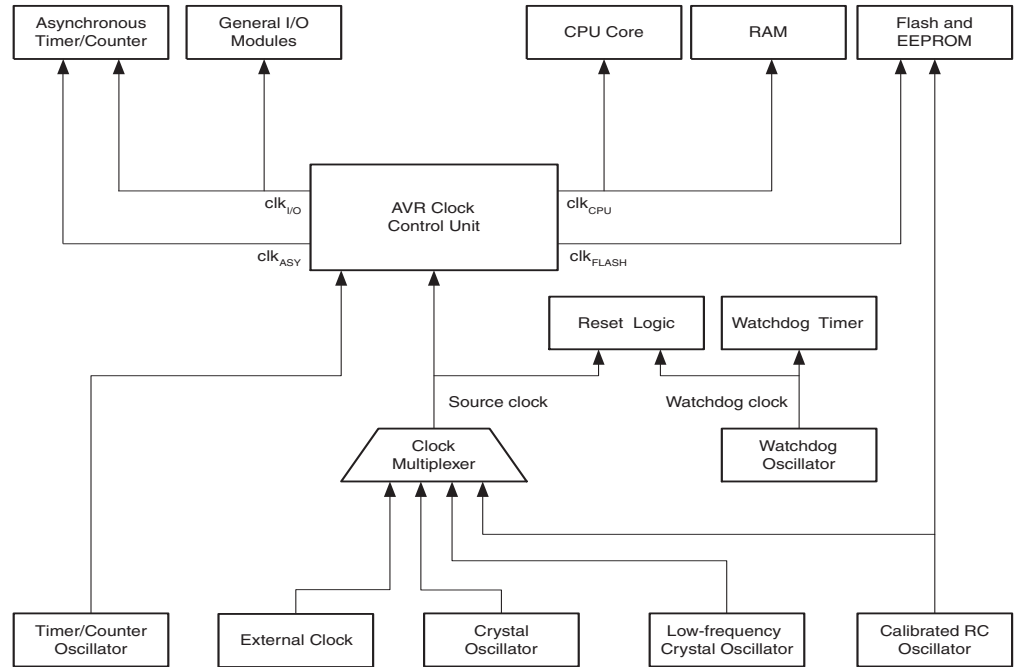 Asynchronous
Timer/Counter
General I/O
Modules
CPU Core
RAM
Flash and
EEPROM
clkI/O
AVR Clock
Control Unit
clkCPU
clkASY
clkFLASH
Reset Logic
Watchdog Timer
Source clock
Watchdog clock
Clock
Multiplexer
Watchdog
Oscillator
Timer/Counter
Oscillator
External Clock
Crystal
Oscillator
Low-frequency
Crystal Oscillator
Calibrated RC
Oscillator